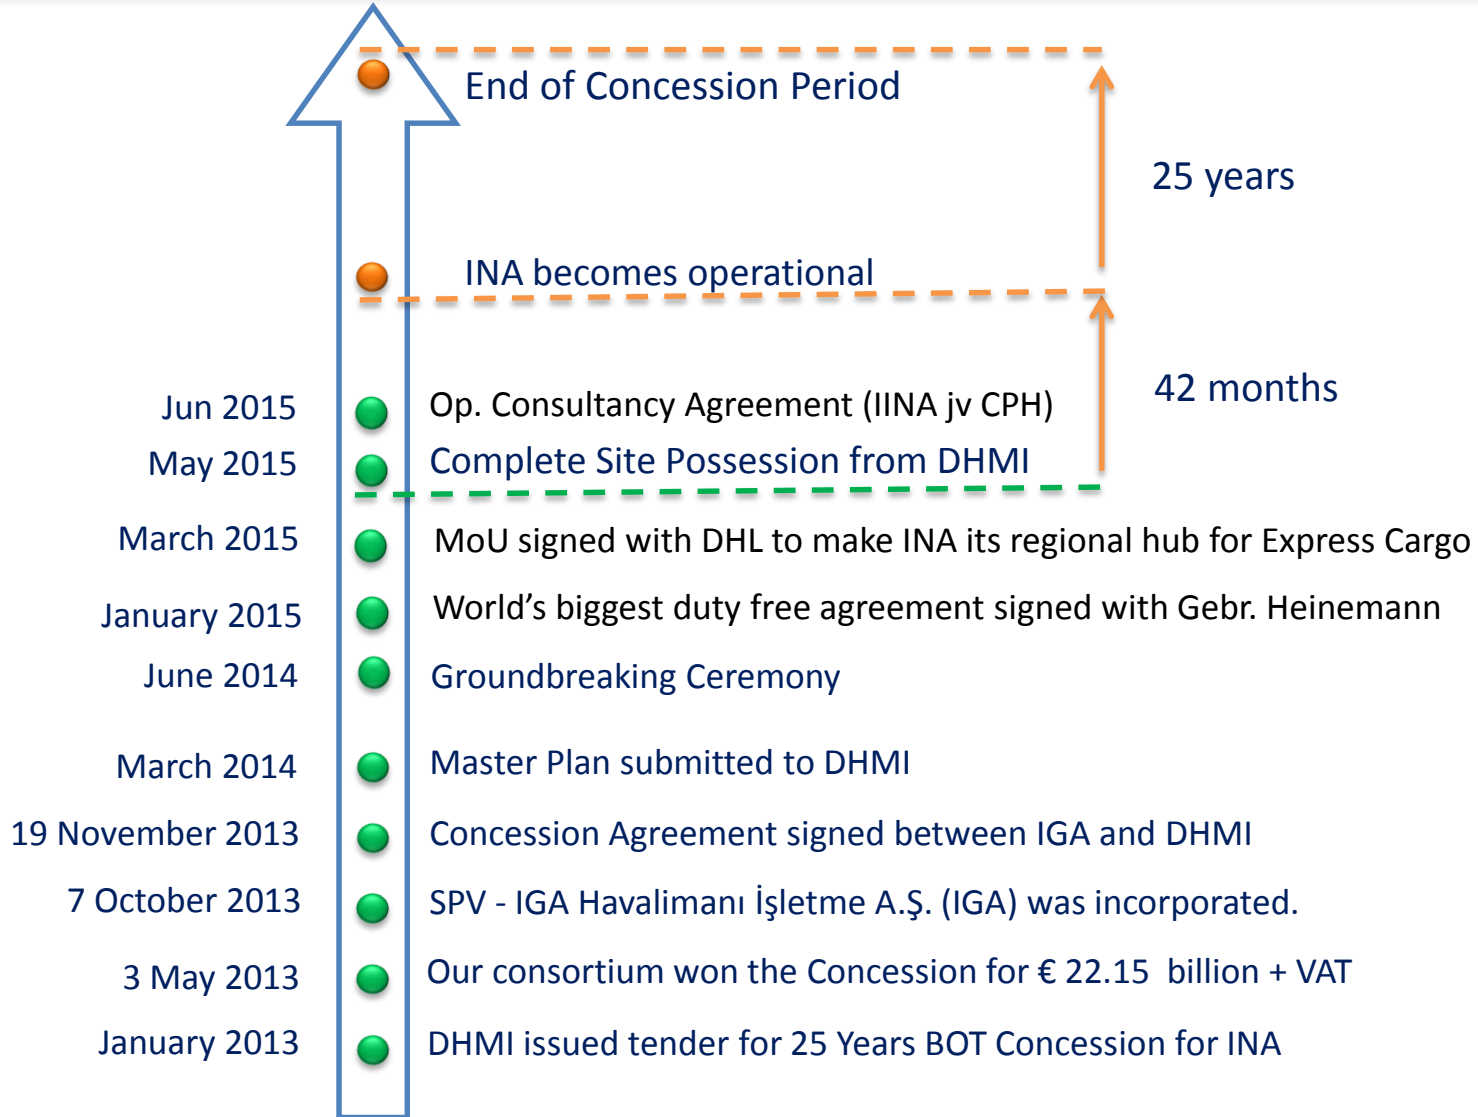 End of Concession Period
25 years
INA becomes operational
42 months
Jun 2015 Op. Consultancy Agreement (IINA jv CPH)
May 2015 Complete Site Possession from DHMI
March 2015 MoU signed with DHL to make INA its regional hub for Express Cargo
January 2015 World’s biggest duty free agreement signed with Gebr. Heinemann
June 2014 Groundbreaking Ceremony
March 2014 Master Plan submitted to DHMI
19 November 2013 Concession Agreement signed between IGA and DHMI
7 October 2013 SPV - IGA Havalimanı İşletme A.Ş. (IGA) was incorporated.
3 May 2013 Our consortium won the Concession for € 22.15 billion + VAT
January 2013 DHMI issued tender for 25 Years BOT Concession for INA